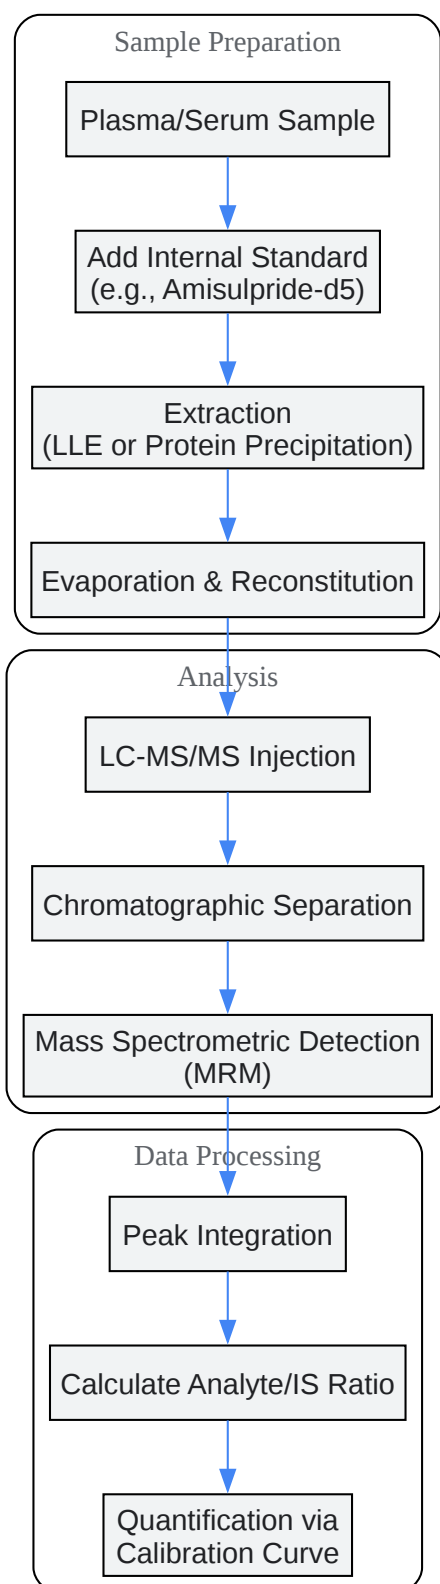 Sample Preparation
Plasma/Serum Sample
Add Internal Standard
(e.g., Amisulpride-d5)
Extraction
(LLE or Protein Precipitation)
Evaporation & Reconstitution
Analysis
LC-MS/MS Injection
Chromatographic Separation
Mass Spectrometric Detection
(MRM)
Data Processing
Peak Integration
Calculate Analyte/IS Ratio
Quantification via
Calibration Curve